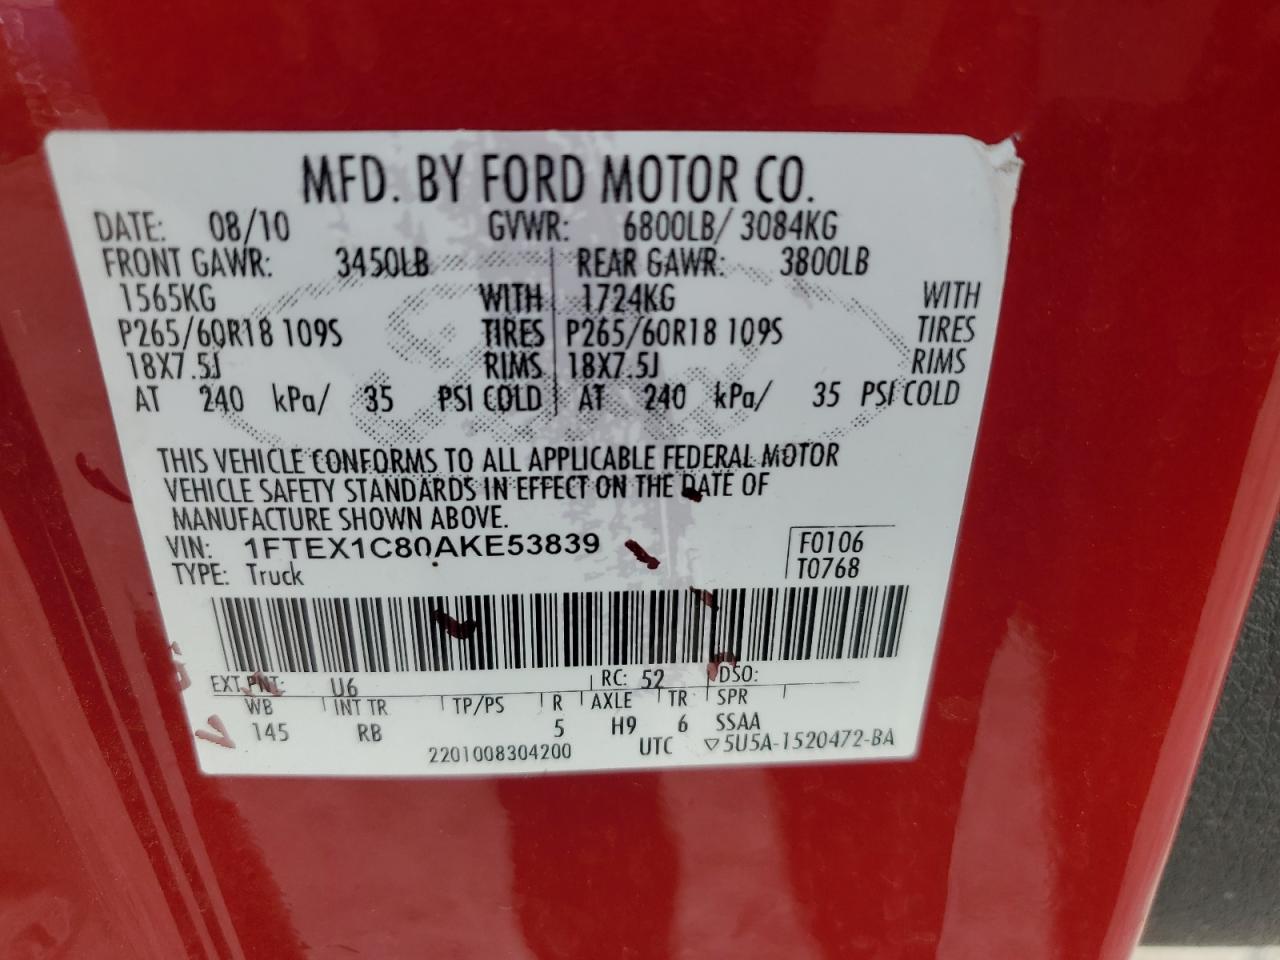 MFD. BY FORD MOTOR CO.
DATE: 08/10 GVWR: 6800LB/ 3084KG
FRONT GAWR: 3450LB REAR GAWR: 3800LB
1565KG WITH 1724KG WITH
P265/60R18 109S TIRES P265/60R18 109S TIRES
18X7.5J RIMS 18X7.5J RIMS
AT 240 kPa/ 35 PSI COLD AT 240 kPa/ 35 PSI COLD
THIS VEHICLE CONFORMS TO ALL APPLICABLE FEDERAL MOTOR
VEHICLE SAFETY STANDARDS IN EFFECT ON THE DATE OF
MANUFACTURE SHOWN ABOVE.
VIN: 1FTEX1C80AKE53839 F0106
TYPE: Truck T0768
EXT PNT: U6 RC: 52 DSO:
WB INT TR TP/PS R AXLE TR SPR
145 RB 5 H9 6 SSAA
2201008304200 UTC ▽5U5A-1520472-BA